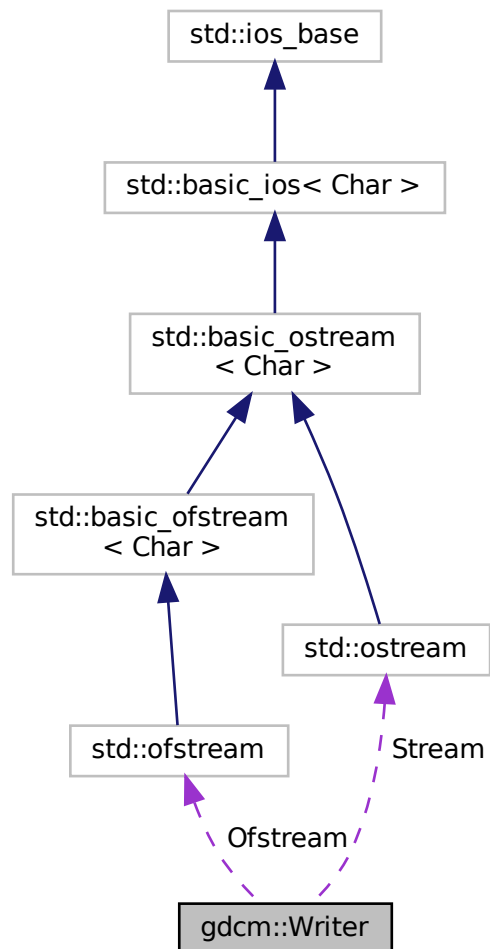 std::ios_base
std::basic_ios< Char >
std::basic_ostream
< Char >
std::basic_ofstream
< Char >
std::ostream
std::ofstream
Stream
Ofstream
gdcm::Writer